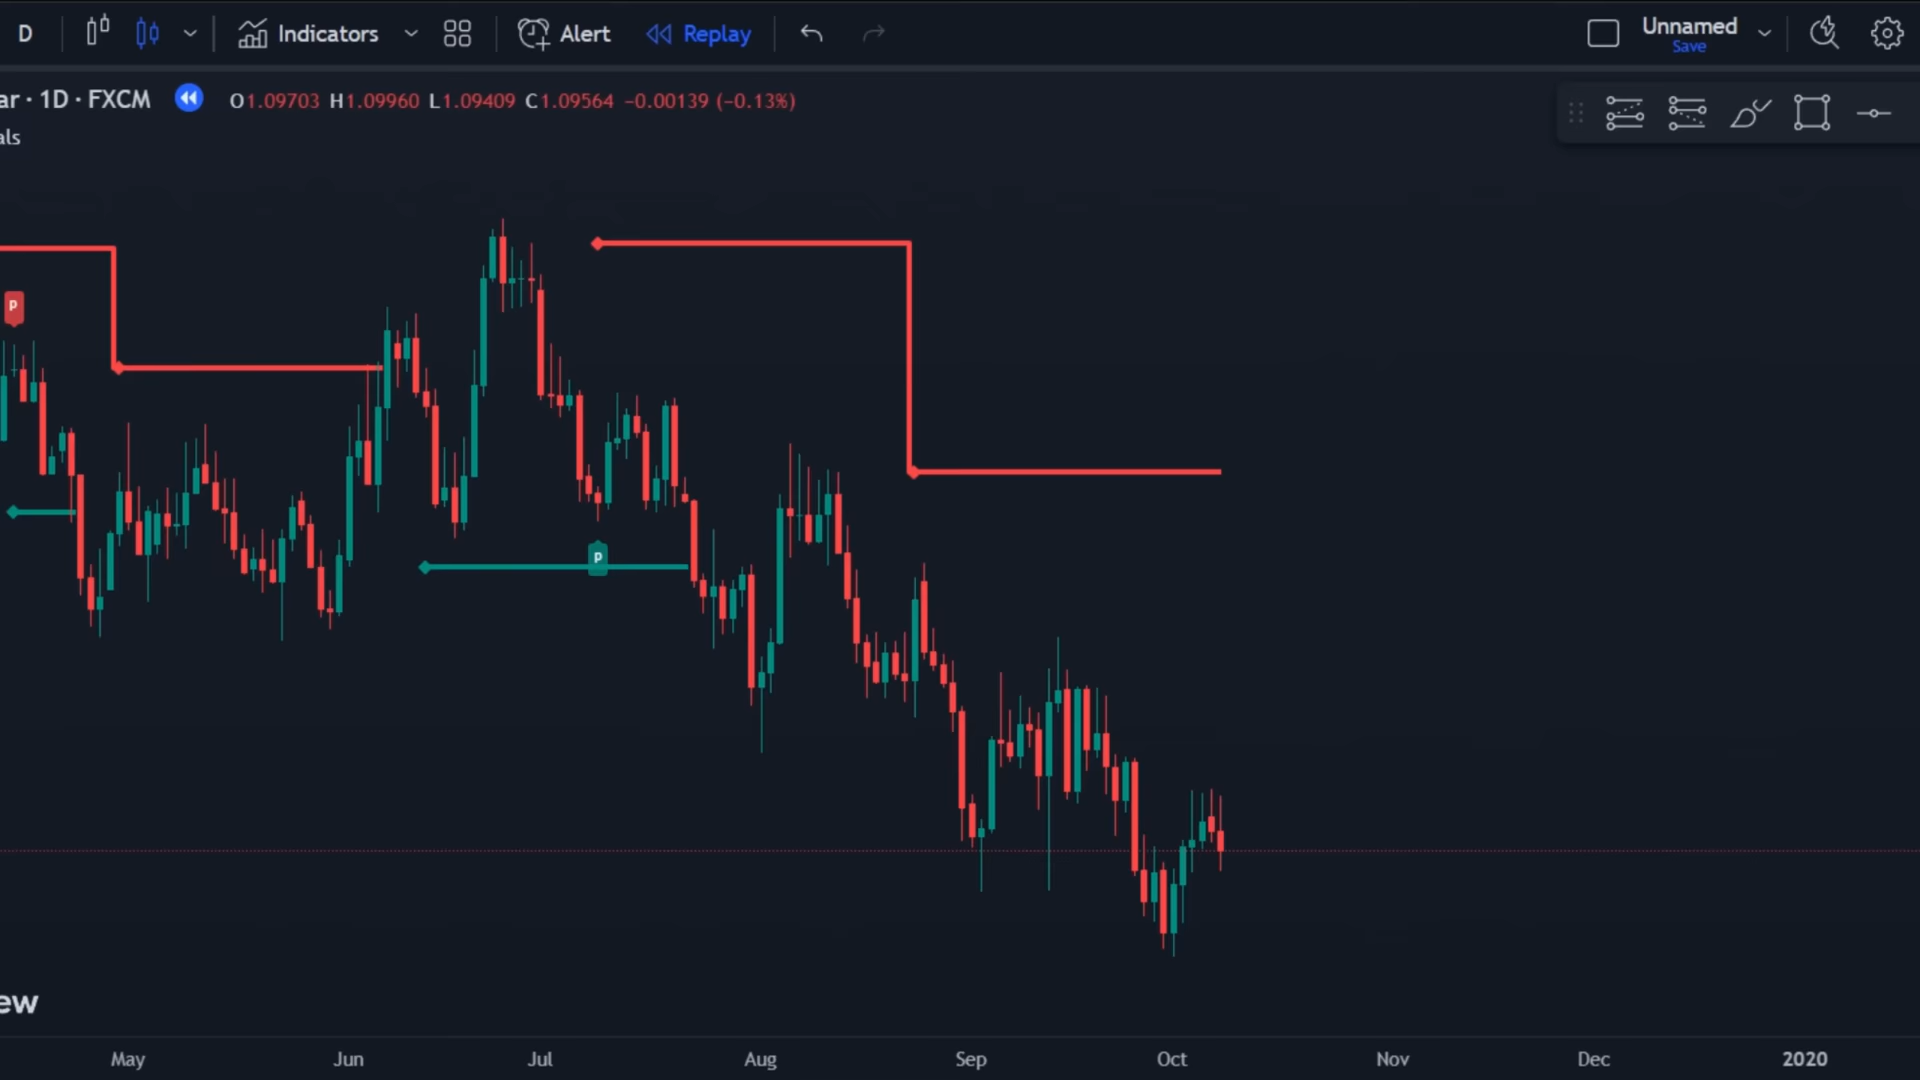 D Indicators Alert Replay Unnamed
Save
ar · 1D · FXCM O1.09703 H1.09960 L1.09409 C1.09564 −0.00139 (−0.13%)
als
P
P
ew
May Jun Jul Aug Sep Oct Nov Dec 2020